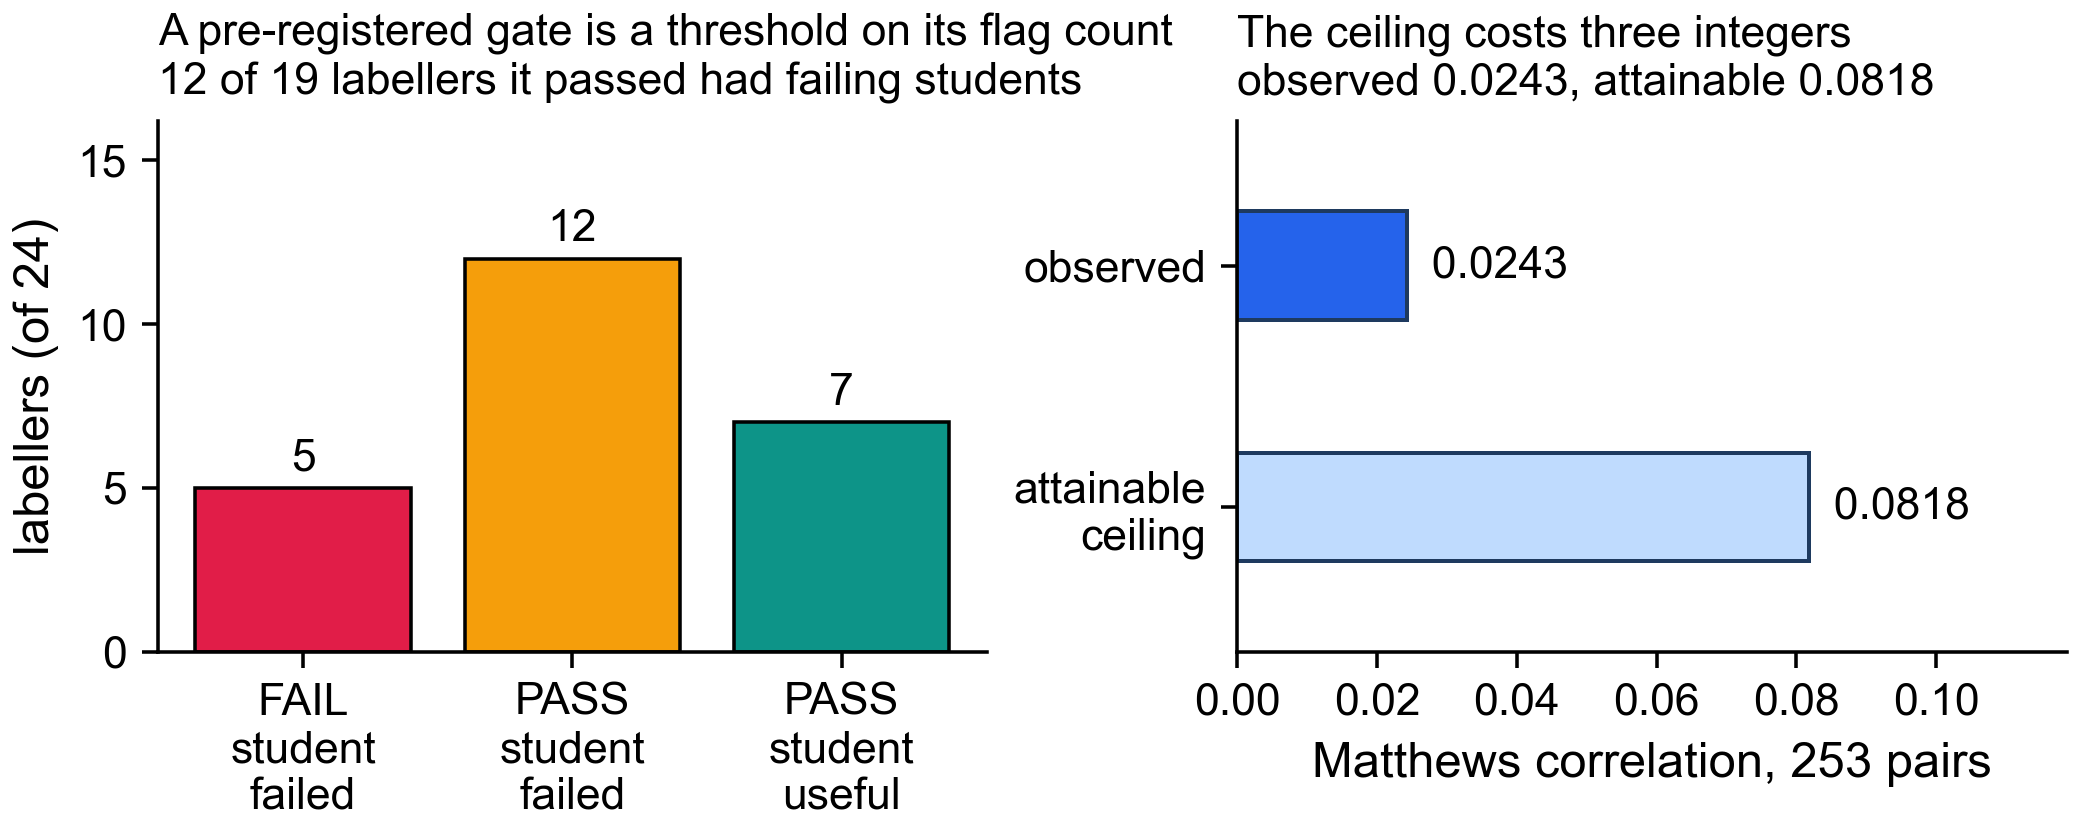 A pre-registered gate is a threshold on its flag count
12 of 19 labellers it passed had failing students
labellers (of 24)
15
10
5
0
5
12
7
FAIL
student
failed
PASS
student
failed
PASS
student
useful
The ceiling costs three integers
observed 0.0243, attainable 0.0818
observed
0.0243
attainable
ceiling
0.0818
0.00
0.02
0.04
0.06
0.08
0.10
Matthews correlation, 253 pairs